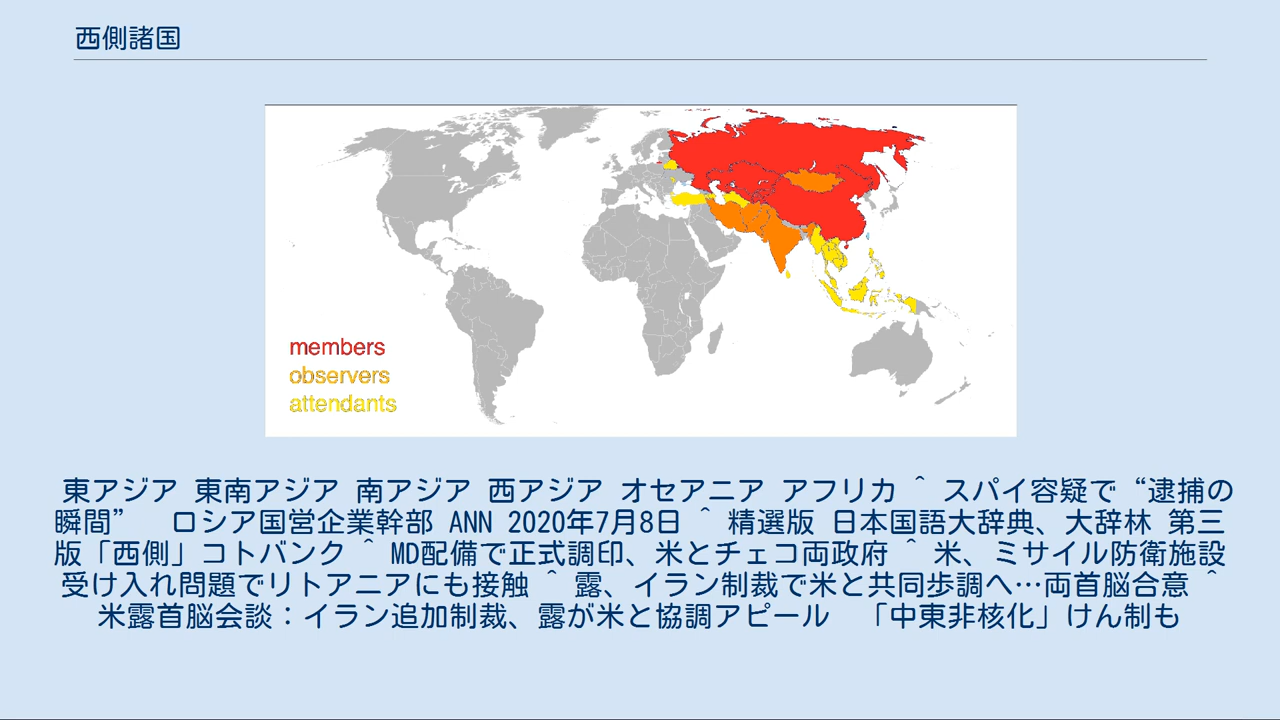 西側諸国
members
observers
attendants
東アジア 東南アジア 南アジア 西アジア オセアニア アフリカ ^ スパイ容疑で“逮捕の
瞬間”　ロシア国営企業幹部 ANN 2020年7月8日 ^ 精選版 日本国語大辞典、大辞林 第三
版「西側」コトバンク ^ MD配備で正式調印、米とチェコ両政府 ^ 米、ミサイル防衛施設
受け入れ問題でリトアニアにも接触 ^ 露、イラン制裁で米と共同歩調へ…両首脳合意 ^
米露首脳会談：イラン追加制裁、露が米と協調アピール　「中東非核化」けん制も